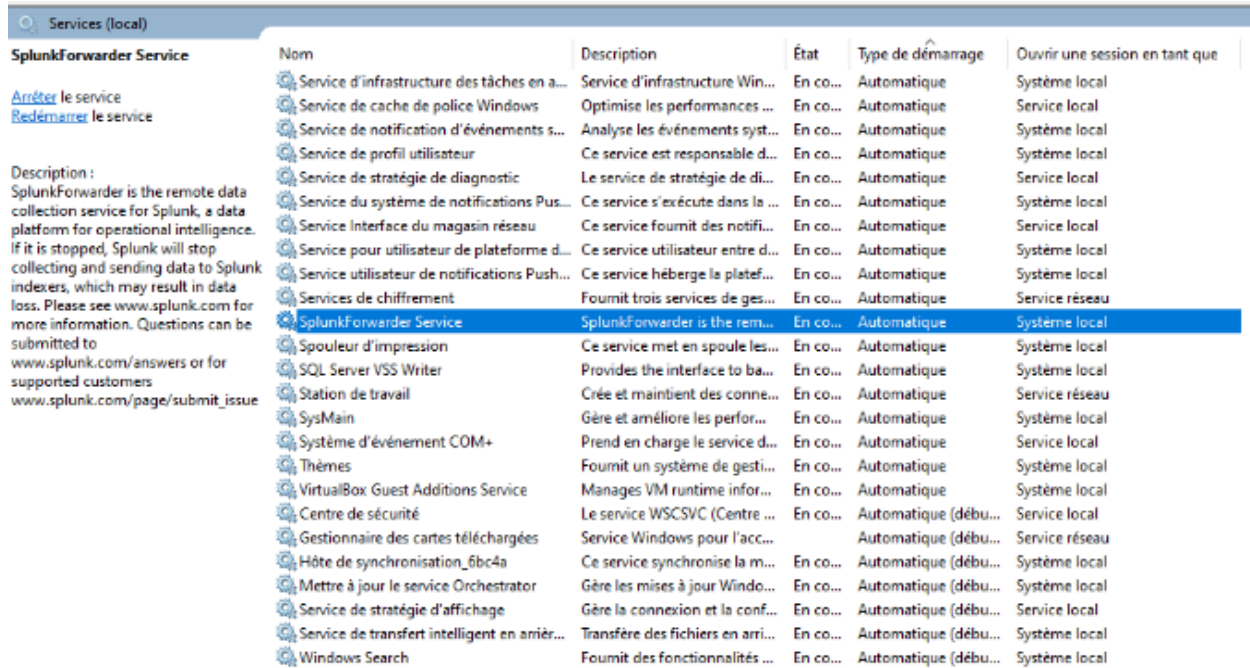 Services (local)
SplunkForwarder Service
Arrêter le service
Redémarrer le service
Description :
SplunkForwarder is the remote data
collection service for Splunk, a data
platform for operational intelligence.
If it is stopped, Splunk will stop
collecting and sending data to Splunk
indexers, which may result in data
loss. Please see www.splunk.com for
more information. Questions can be
submitted to
www.splunk.com/answers or for
supported customers
www.splunk.com/page/submit_issue
Nom Description État Type de démarrage Ouvrir une session en tant que
Service d'infrastructure des tâches en a... Service d'infrastructure Win... En co... Automatique Système local
Service de cache de police Windows Optimise les performances ... En co... Automatique Service local
Service de notification d'événements s... Analyse les événements syst... En co... Automatique Système local
Service de profil utilisateur Ce service est responsable d... En co... Automatique Système local
Service de stratégie de diagnostic Le service de stratégie de di... En co... Automatique Service local
Service du système de notifications Pus... Ce service s'exécute dans la ... En co... Automatique Système local
Service Interface du magasin réseau Ce service fournit des notifi... En co... Automatique Service local
Service pour utilisateur de plateforme d... Ce service utilisateur entre d... En co... Automatique Système local
Service utilisateur de notifications Push... Ce service héberge la platef... En co... Automatique Système local
Services de chiffrement Fournit trois services de ges... En co... Automatique Service réseau
SplunkForwarder Service SplunkForwarder is the rem... En co... Automatique Système local
Spouleur d'impression Ce service met en spoule les... En co... Automatique Système local
SQL Server VSS Writer Provides the interface to ba... En co... Automatique Système local
Station de travail Crée et maintient des conne... En co... Automatique Service réseau
SysMain Gère et améliore les perfor... En co... Automatique Système local
Système d'événement COM+ Prend en charge le service d... En co... Automatique Service local
Thèmes Fournit un système de gesti... En co... Automatique Système local
VirtualBox Guest Additions Service Manages VM runtime infor... En co... Automatique Système local
Centre de sécurité Le service WSCSVC (Centre ... En co... Automatique (débu... Service local
Gestionnaire des cartes téléchargées Service Windows pour l'acc... Automatique (débu... Service réseau
Hôte de synchronisation_6bc4a Ce service synchronise la m... En co... Automatique (débu... Système local
Mettre à jour le service Orchestrator Gère les mises à jour Windo... En co... Automatique (débu... Système local
Service de stratégie d'affichage Gère la connexion et la conf... En co... Automatique (débu... Service local
Service de transfert intelligent en arrièr... Transfère des fichiers en arri... En co... Automatique (débu... Système local
Windows Search Fournit des fonctionnalités ... En co... Automatique (débu... Système local